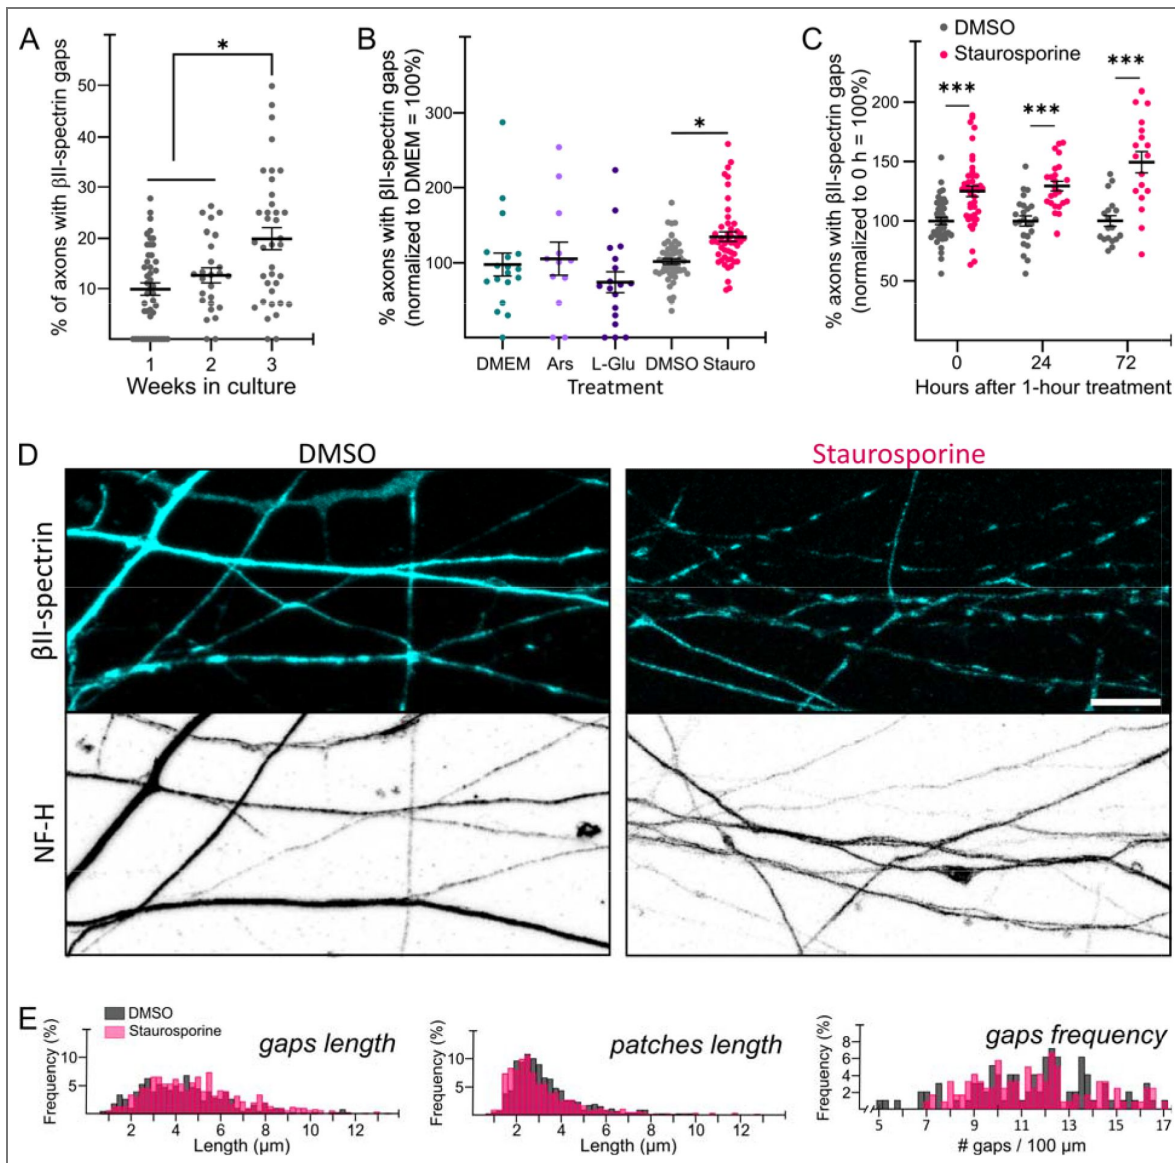 A
% of axons with βII-spectrin gaps
50
40
30
20
10
*
1 2 3
Weeks in culture
B
% axons with βII-spectrin gaps
(normalized to DMEM = 100%)
300
200
100
*
DMEM Ars L-Glu DMSO Stauro
Treatment
C
DMSO
Staurosporine
% axons with βII-spectrin gaps
(normalized to 0 h = 100%)
200
150
100
50
*** *** ***
0 24 72
Hours after 1-hour treatment
D
DMSO
Staurosporine
βII-spectrin
NF-H
E
DMSO
Staurosporine
gaps length
Frequency (%)
10
5
2 4 6 8 10 12
Length (μm)
patches length
Frequency (%)
10
5
2 4 6 8 10 12
Length (μm)
gaps frequency
Frequency (%)
8
6
4
2
5 7 9 11 13 15 17
# gaps / 100 μm